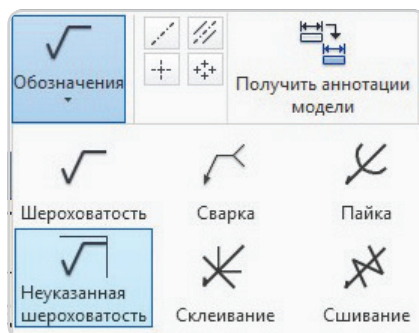 Обозначения
Получить аннотации
модели
Шероховатость
Сварка
Пайка
Неуказанная
шероховатость
Склеивание
Сшивание